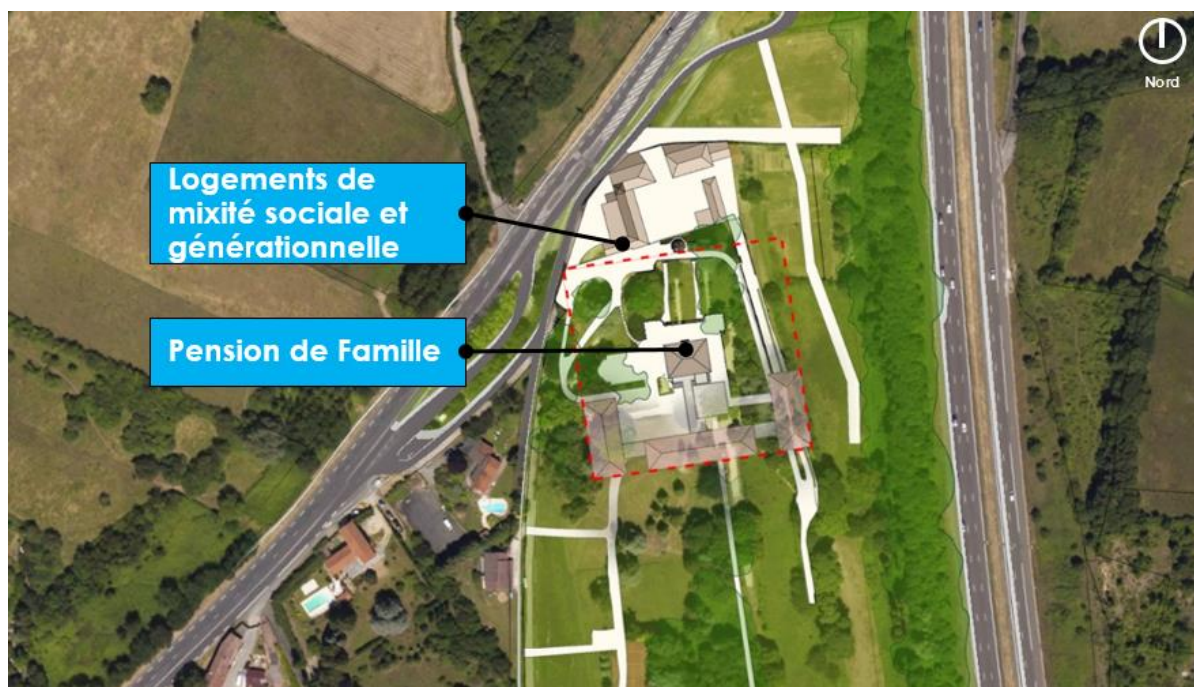 Nord
Logements de
mixité sociale et
générationnelle
Pension de Famille